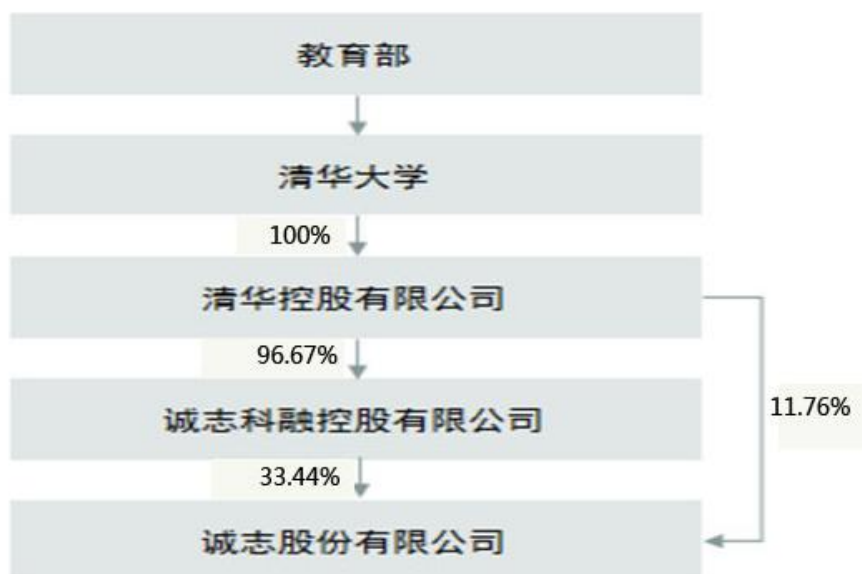 教育部
清华大学
100%
清华控股有限公司
96.67%
诚志科融控股有限公司
11.76%
33.44%
诚志股份有限公司